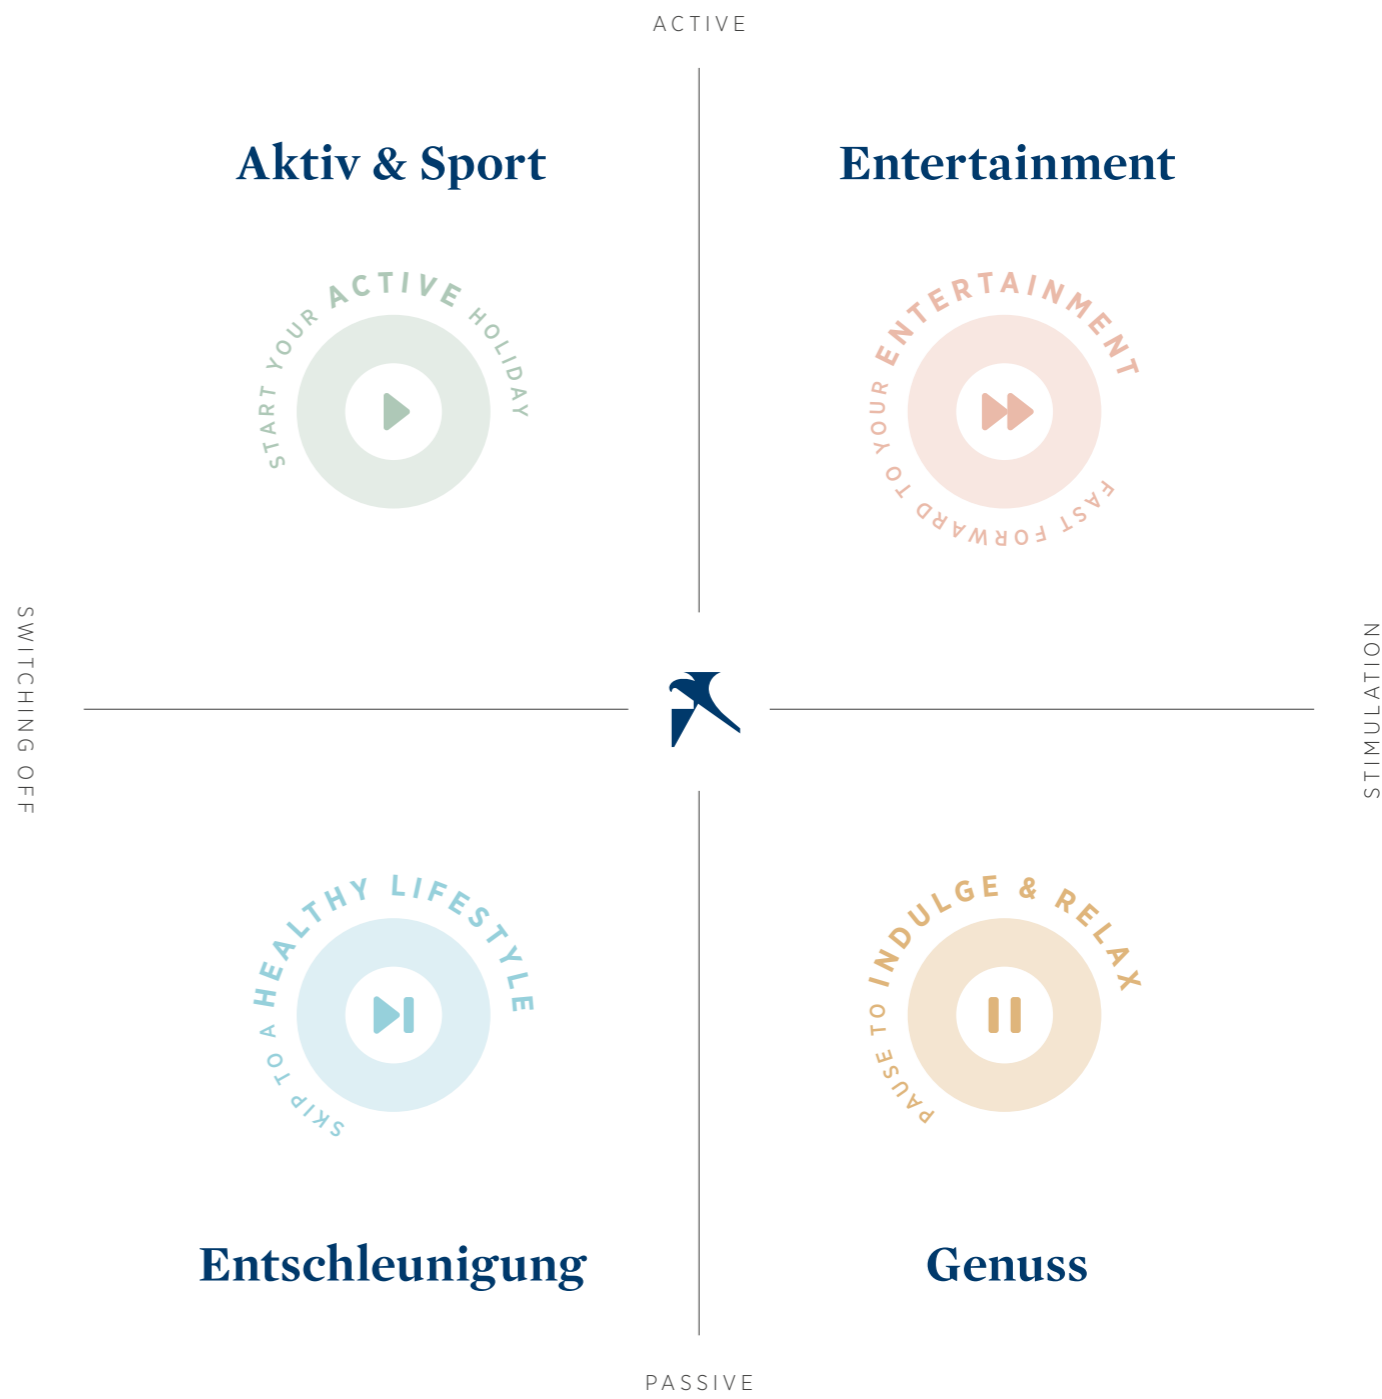 ACTIVE
Aktiv & Sport
Entertainment
START YOUR ACTIVE HOLIDAY
FAST FORWARD TO YOUR ENTERTAINMENT
SWITCHING OFF
STIMULATION
SKIP TO A HEALTHY LIFESTYLE
PAUSE TO INDULGE & RELAX
Entschleunigung
Genuss
PASSIVE